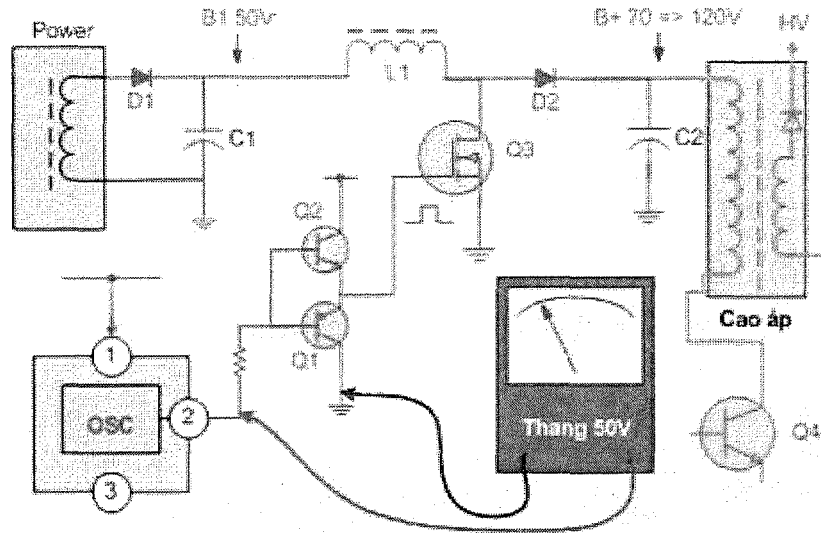 Power
B1 50V
B+ 70 => 120V
HV
L1
D1
D2
C1
C2
Q3
Q2
Q1
Cao áp
1
OSC
2
3
Thang 50V
Q4